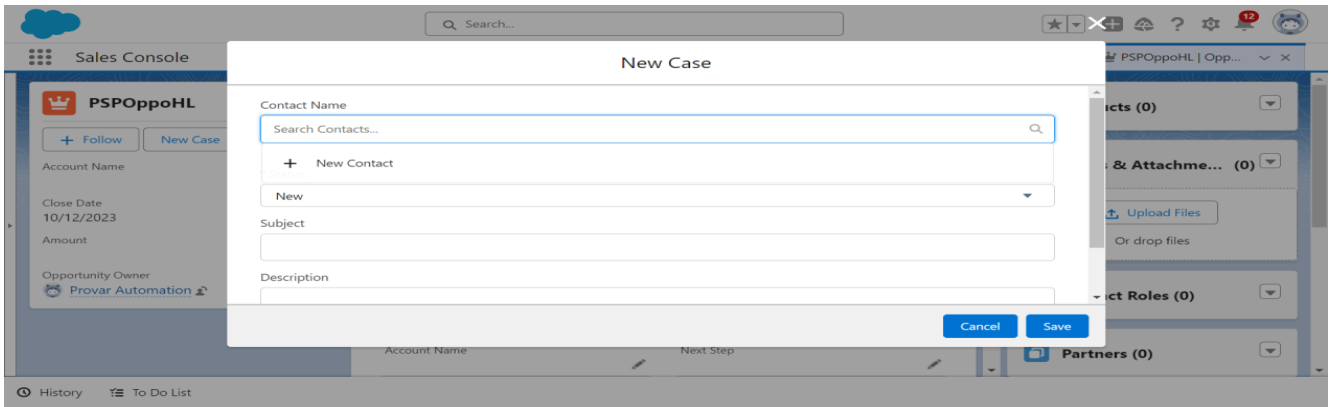 Search...
12
Sales Console
PSPOppoHL | Opp...
New Case
PSPOppoHL
+ Follow
New Case
Account Name
Close Date
10/12/2023
Amount
Opportunity Owner
Provar Automation
Contact Name
Search Contacts...
+ New Contact
New
Subject
Description
Cancel
Save
Account Name
Next Step
cts (0)
& Attachme... (0)
Upload Files
Or drop files
ct Roles (0)
Partners (0)
History
To Do List